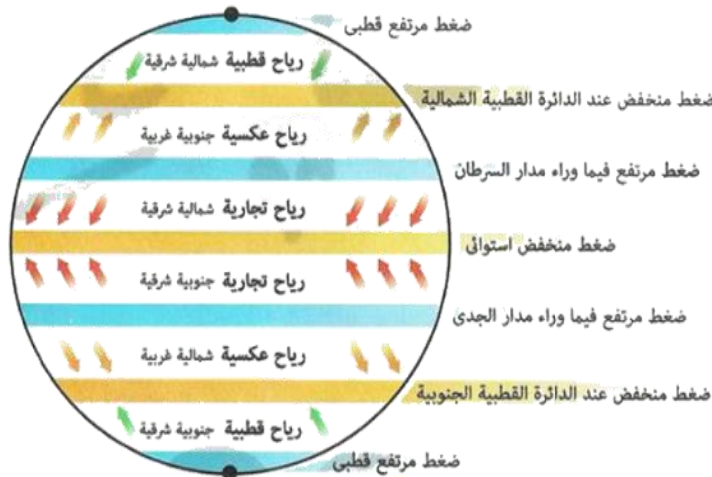 ضغط مرتفع قطبى
رياح قطبية شمالية شرقية
ضغط منخفض عند الدائرة القطبية الشمالية
رياح عكسية جنوبية غربية
ضغط مرتفع فيما وراء مدار السرطان
رياح تجارية شمالية شرقية
ضغط منخفض استوائى
رياح تجارية جنوبية شرقية
ضغط مرتفع فيما وراء مدار الجدى
رياح عكسية شمالية غربية
ضغط منخفض عند الدائرة القطبية الجنوبية
رياح قطبية جنوبية شرقية
ضغط مرتفع قطبى